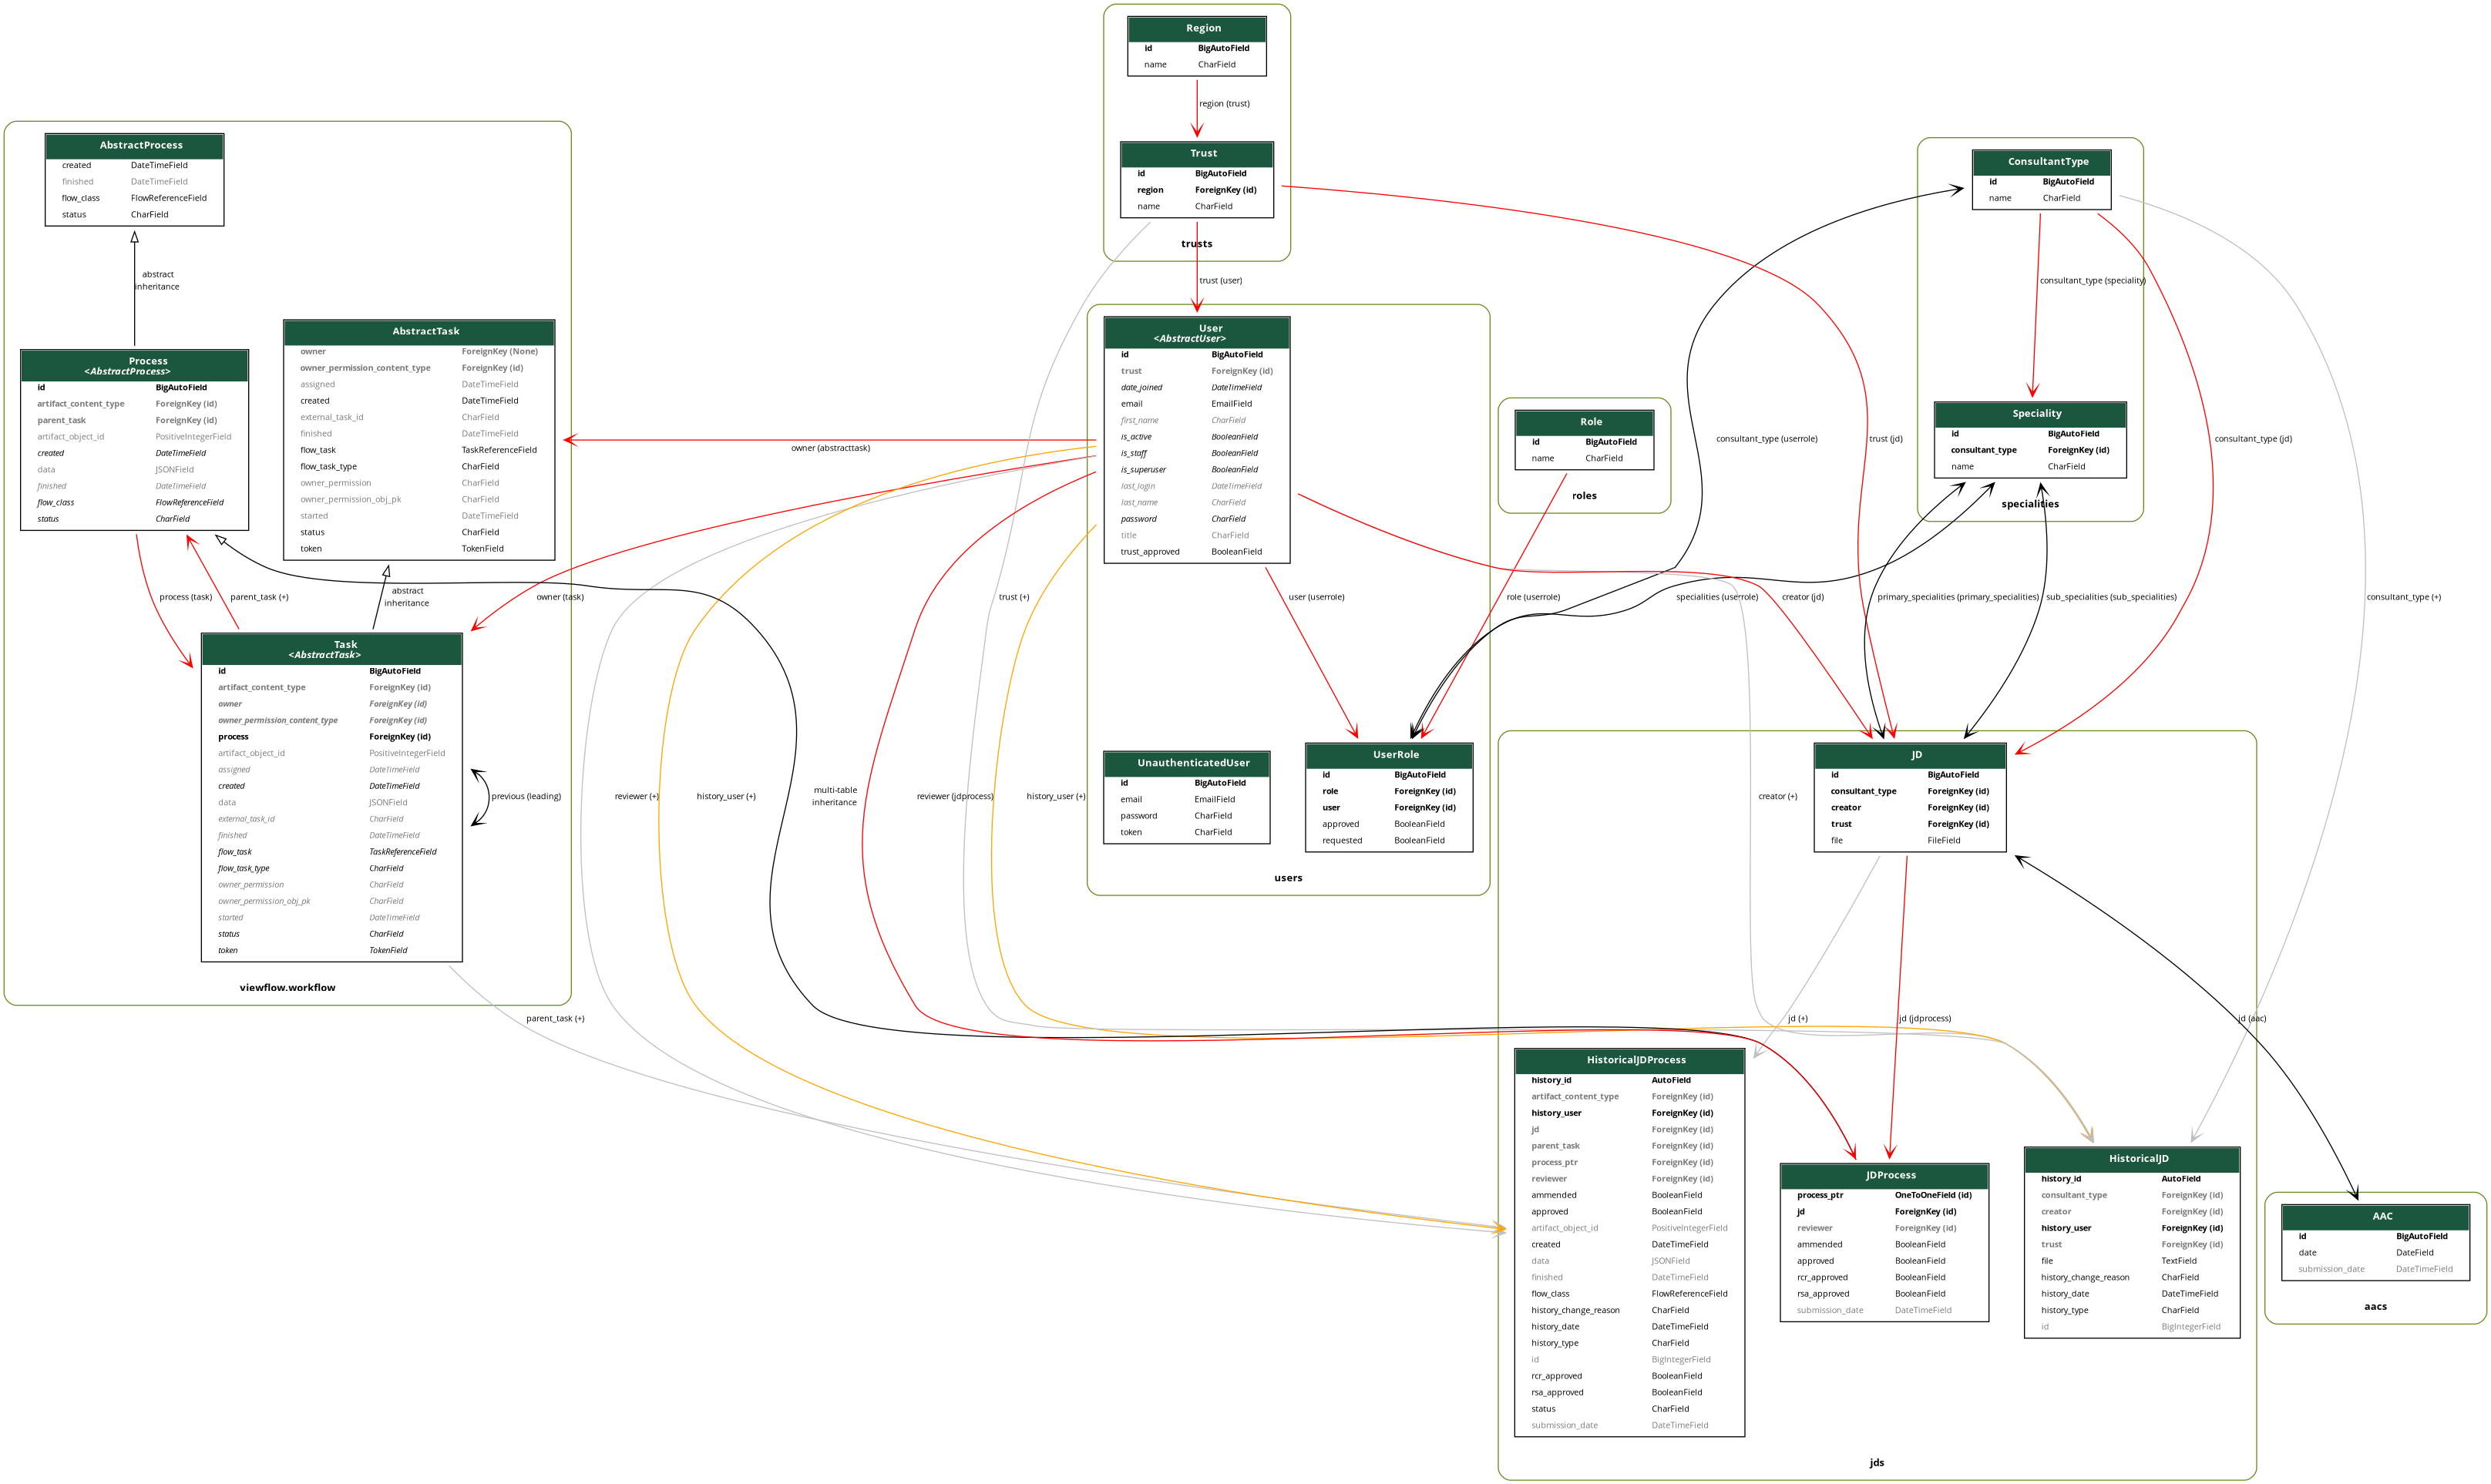 Region
id BigAutoField
name CharField
region (trust)
Trust
id BigAutoField
region ForeignKey (id)
name CharField
trusts
AbstractProcess
created DateTimeField
finished DateTimeField
flow_class FlowReferenceField
status CharField
abstract
inheritance
Process
<AbstractProcess>
id BigAutoField
artifact_content_type ForeignKey (id)
parent_task ForeignKey (id)
artifact_object_id PositiveIntegerField
created DateTimeField
data JSONField
finished DateTimeField
flow_class FlowReferenceField
status CharField
AbstractTask
owner ForeignKey (None)
owner_permission_content_type ForeignKey (id)
assigned DateTimeField
created DateTimeField
external_task_id CharField
finished DateTimeField
flow_task TaskReferenceField
flow_task_type CharField
owner_permission CharField
owner_permission_obj_pk CharField
started DateTimeField
status CharField
token TokenField
process (task)
parent_task (+)
abstract
inheritance
owner (task)
Task
<AbstractTask>
id BigAutoField
artifact_content_type ForeignKey (id)
owner ForeignKey (id)
owner_permission_content_type ForeignKey (id)
process ForeignKey (id)
artifact_object_id PositiveIntegerField
assigned DateTimeField
created DateTimeField
data JSONField
external_task_id CharField
finished DateTimeField
flow_task TaskReferenceField
flow_task_type CharField
owner_permission CharField
owner_permission_obj_pk CharField
started DateTimeField
status CharField
token TokenField
previous (leading)
viewflow.workflow
parent_task (+)
trust (user)
owner (abstracttask)
User
<AbstractUser>
id BigAutoField
trust ForeignKey (id)
date_joined DateTimeField
email EmailField
first_name CharField
is_active BooleanField
is_staff BooleanField
is_superuser BooleanField
last_login DateTimeField
last_name CharField
password CharField
title CharField
trust_approved BooleanField
trust (+)
user (userrole)
reviewer (+)
history_user (+)
multi-table
inheritance
reviewer (jdprocess)
history_user (+)
UnauthenticatedUser
id BigAutoField
email EmailField
password CharField
token CharField
UserRole
id BigAutoField
role ForeignKey (id)
user ForeignKey (id)
approved BooleanField
requested BooleanField
users
Role
id BigAutoField
name CharField
roles
role (userrole)
ConsultantType
id BigAutoField
name CharField
consultant_type (speciality)
Speciality
id BigAutoField
consultant_type ForeignKey (id)
name CharField
specialities
consultant_type (userrole)
trust (jd)
consultant_type (jd)
specialities (userrole)
creator (jd)
primary_specialities (primary_specialities)
sub_specialities (sub_specialities)
consultant_type (+)
JD
id BigAutoField
consultant_type ForeignKey (id)
creator ForeignKey (id)
trust ForeignKey (id)
file FileField
creator (+)
jd (+)
jd (jdprocess)
jd (aac)
HistoricalJDProcess
history_id AutoField
artifact_content_type ForeignKey (id)
history_user ForeignKey (id)
jd ForeignKey (id)
parent_task ForeignKey (id)
process_ptr ForeignKey (id)
reviewer ForeignKey (id)
ammended BooleanField
approved BooleanField
artifact_object_id PositiveIntegerField
created DateTimeField
data JSONField
finished DateTimeField
flow_class FlowReferenceField
history_change_reason CharField
history_date DateTimeField
history_type CharField
id BigIntegerField
rcr_approved BooleanField
rsa_approved BooleanField
status CharField
submission_date DateTimeField
JDProcess
process_ptr OneToOneField (id)
jd ForeignKey (id)
reviewer ForeignKey (id)
ammended BooleanField
approved BooleanField
rcr_approved BooleanField
rsa_approved BooleanField
submission_date DateTimeField
HistoricalJD
history_id AutoField
consultant_type ForeignKey (id)
creator ForeignKey (id)
history_user ForeignKey (id)
trust ForeignKey (id)
file TextField
history_change_reason CharField
history_date DateTimeField
history_type CharField
id BigIntegerField
jds
AAC
id BigAutoField
date DateField
submission_date DateTimeField
aacs